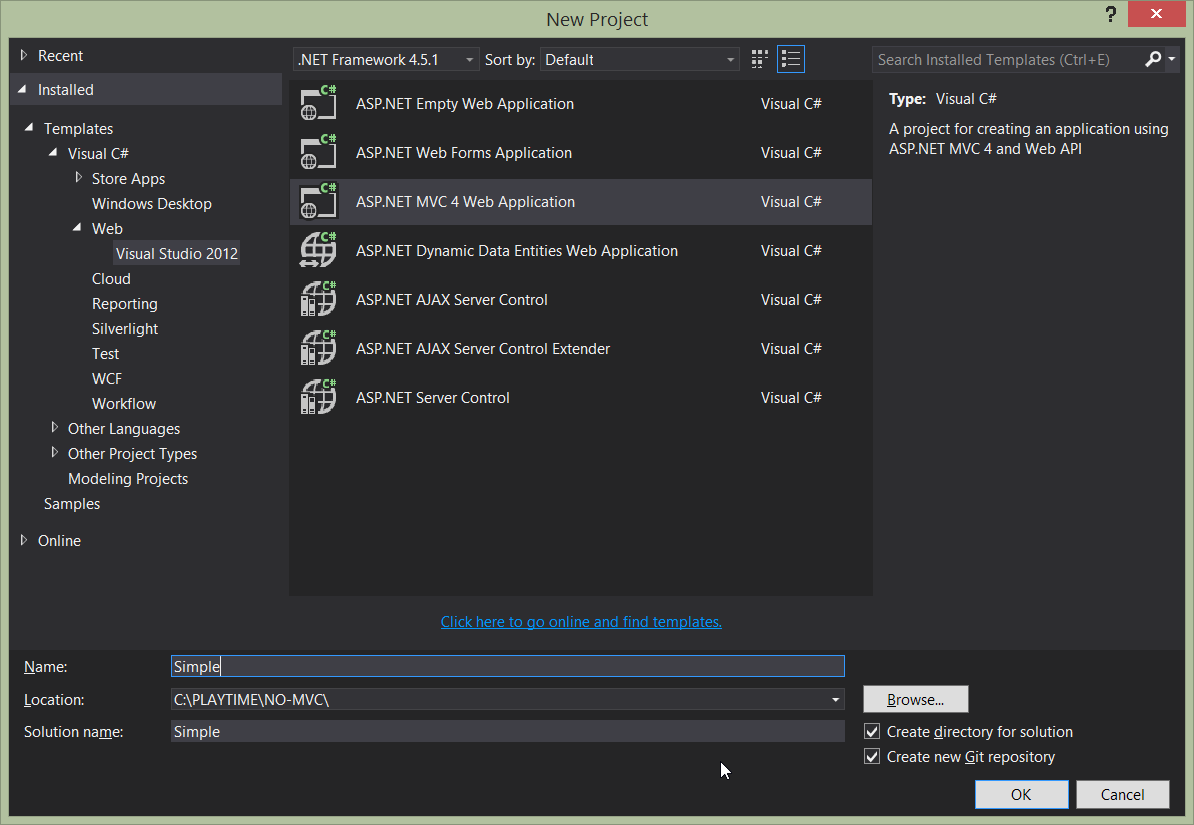 New Project
?
Recent
Installed
Templates
Visual C#
Store Apps
Windows Desktop
Web
Visual Studio 2012
Cloud
Reporting
Silverlight
Test
WCF
Workflow
Other Languages
Other Project Types
Modeling Projects
Samples
Online
.NET Framework 4.5.1 Sort by: Default
C# ASP.NET Empty Web Application Visual C#
C# ASP.NET Web Forms Application Visual C#
C# ASP.NET MVC 4 Web Application Visual C#
C# ASP.NET Dynamic Data Entities Web Application Visual C#
C# ASP.NET AJAX Server Control Visual C#
C# ASP.NET AJAX Server Control Extender Visual C#
C# ASP.NET Server Control Visual C#
Click here to go online and find templates.
Search Installed Templates (Ctrl+E)
Type: Visual C#
A project for creating an application using
ASP.NET MVC 4 and Web API
Name: Simple
Location: C:\PLAYTIME\NO-MVC\ Browse...
Solution name: Simple
Create directory for solution
Create new Git repository
OK Cancel